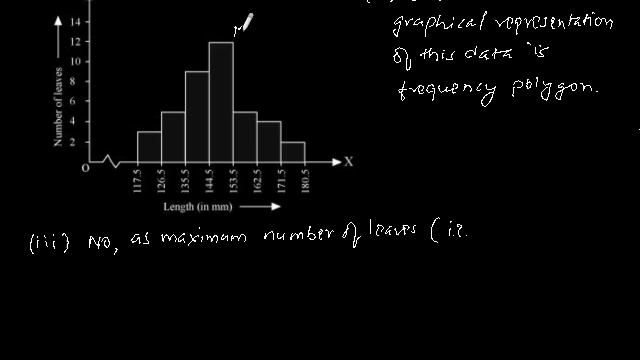 graphical representation
of this data is
frequency polygon.
14
12
10
8
6
4
2
Number of leaves
O
X
117.5
126.5
135.5
144.5
153.5
162.5
171.5
180.5
Length (in mm)
(iii) No, as maximum number of leaves (i.e.